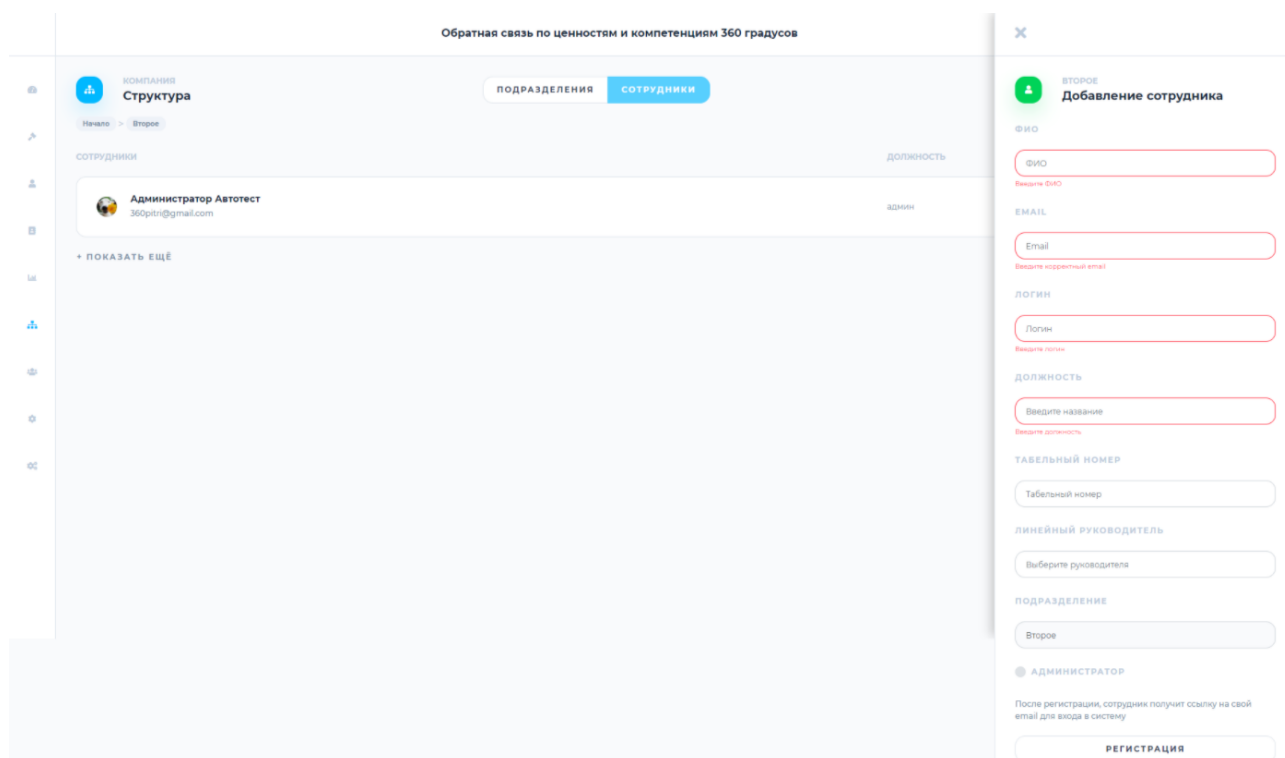 Обратная связь по ценностям и компетенциям 360 градусов
КОМПАНИЯ
Структура
ПОДРАЗДЕЛЕНИЯ СОТРУДНИКИ
Начало > Второе
СОТРУДНИКИ ДОЛЖНОСТЬ
Администратор Автотест
360pitri@gmail.com
админ
+ ПОКАЗАТЬ ЕЩЁ
ВТОРОЕ
Добавление сотрудника
ФИО
ФИО
Введите ФИО
EMAIL
Email
Введите корректный email
ЛОГИН
Логин
Введите логин
ДОЛЖНОСТЬ
Введите название
Введите должность
ТАБЕЛЬНЫЙ НОМЕР
Табельный номер
ЛИНЕЙНЫЙ РУКОВОДИТЕЛЬ
Выберите руководителя
ПОДРАЗДЕЛЕНИЕ
Второе
АДМИНИСТРАТОР
После регистрации, сотрудник получит ссылку на свой
email для входа в систему
РЕГИСТРАЦИЯ